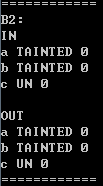 ============
B2:
IN
a TAINTED 0
b TAINTED 0
c UN 0

OUT
a TAINTED 0
b TAINTED 0
c UN 0
============